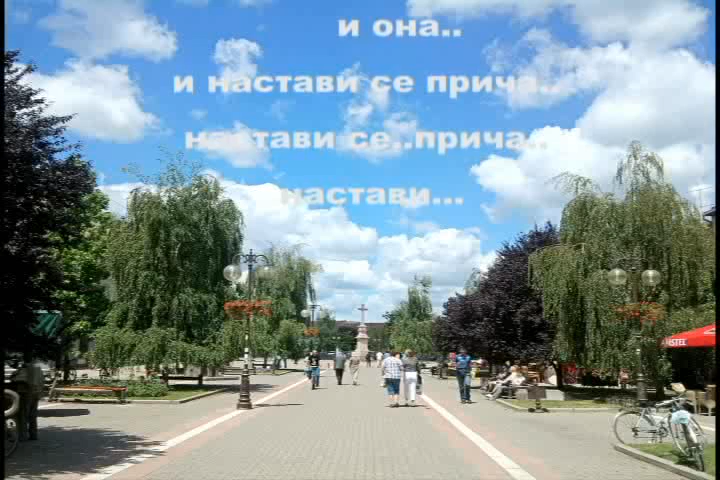 и она..
и настави се прича..
настави се..прича..
настави...